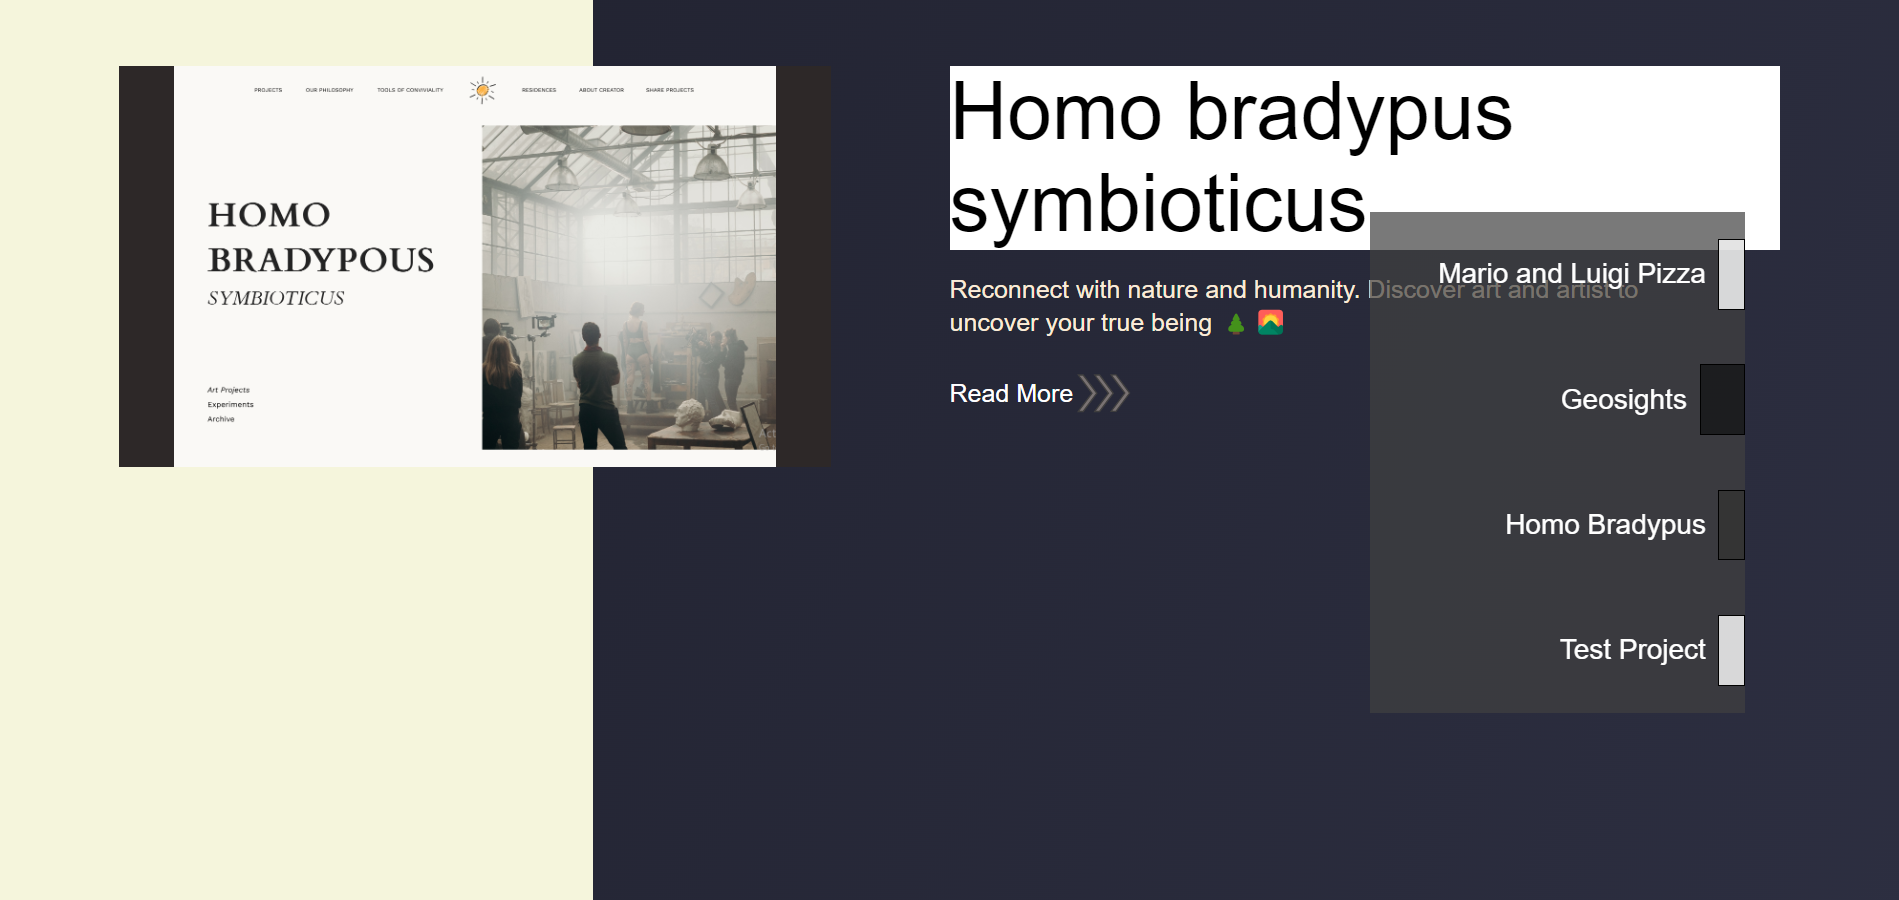 PROJECTS OUR PHILOSOPHY TOOLS OF CONVIVIALITY RESIDENCES ABOUT CREATOR SHARE PROJECTS
HOMO
BRADYPOUS
SYMBIOTICUS
Art Projects
Experiments
Archive
Homo bradypus
symbioticus
Reconnect with nature and humanity. Discover art and artist to
uncover your true being 🌲 🌄
Read More
Mario and Luigi Pizza
Geosights
Homo Bradypus
Test Project